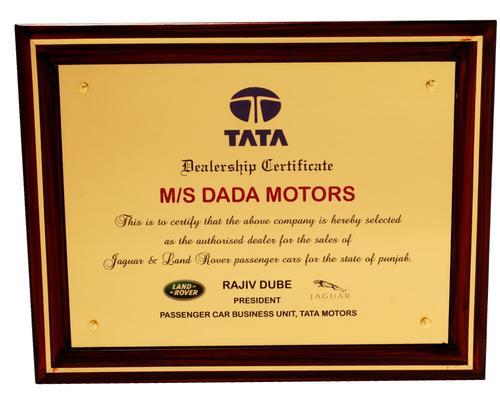 TATA
Dealership Certificate
M/S DADA MOTORS
This is to certify that the above company is hereby selected
as the authorised dealer for the sales of
Jaguar & Land Rover passenger cars for the state of punjab.
LAND-
ROVER
RAJIV DUBE
JAGUAR
PRESIDENT
PASSENGER CAR BUSINESS UNIT, TATA MOTORS